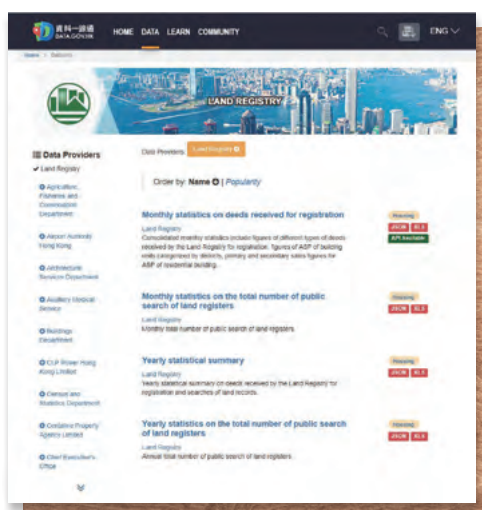 資料一線通
DATA.GOV.HK
HOME DATA LEARN COMMUNITY
ENG
Home > Datasets
LAND REGISTRY
Data Providers
Land Registry
Agriculture,
Fisheries and
Conservation
Department
Airport Authority
Hong Kong
Architectural
Services Department
Auxiliary Medical
Service
Buildings
Department
CLP Power Hong
Kong Limited
Census and
Statistics Department
Centaline Property
Agency Limited
Chief Executive's
Office
Data Providers: Land Registry
Order by: Name | Popularity
Monthly statistics on deeds received for registration
Land Registry
Consolidated monthly statistics include figures of different types of deeds
received by the Land Registry for registration, figures of ASP of building
units categorized by districts, primary and secondary sales figures for
ASP of residential building.
Housing
JSON XLS
API Available
Monthly statistics on the total number of public
search of land registers
Land Registry
Monthly total number of public search of land registers.
Housing
JSON XLS
Yearly statistical summary
Land Registry
Yearly statistical summary on deeds received by the Land Registry for
registration and searches of land records.
Housing
JSON XLS
Yearly statistics on the total number of public search
of land registers
Land Registry
Annual total number of public search of land registers.
Housing
JSON XLS